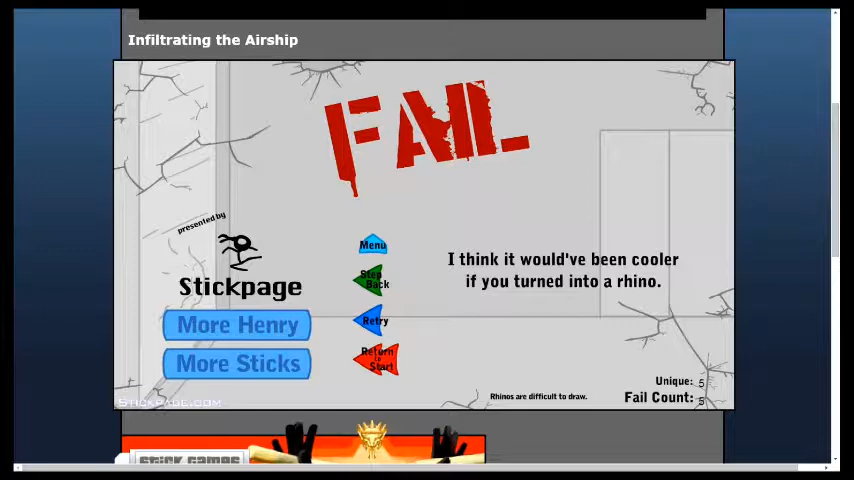 Infiltrating the Airship
FAIL
presented by
Stickpage
More Henry
More Sticks
Menu
Step
Back
Retry
Return
to
Start
I think it would've been cooler
if you turned into a rhino.
Unique: 5
Fail Count: 5
Rhinos are difficult to draw.
STICKPAGE.COM
STICK GAMES